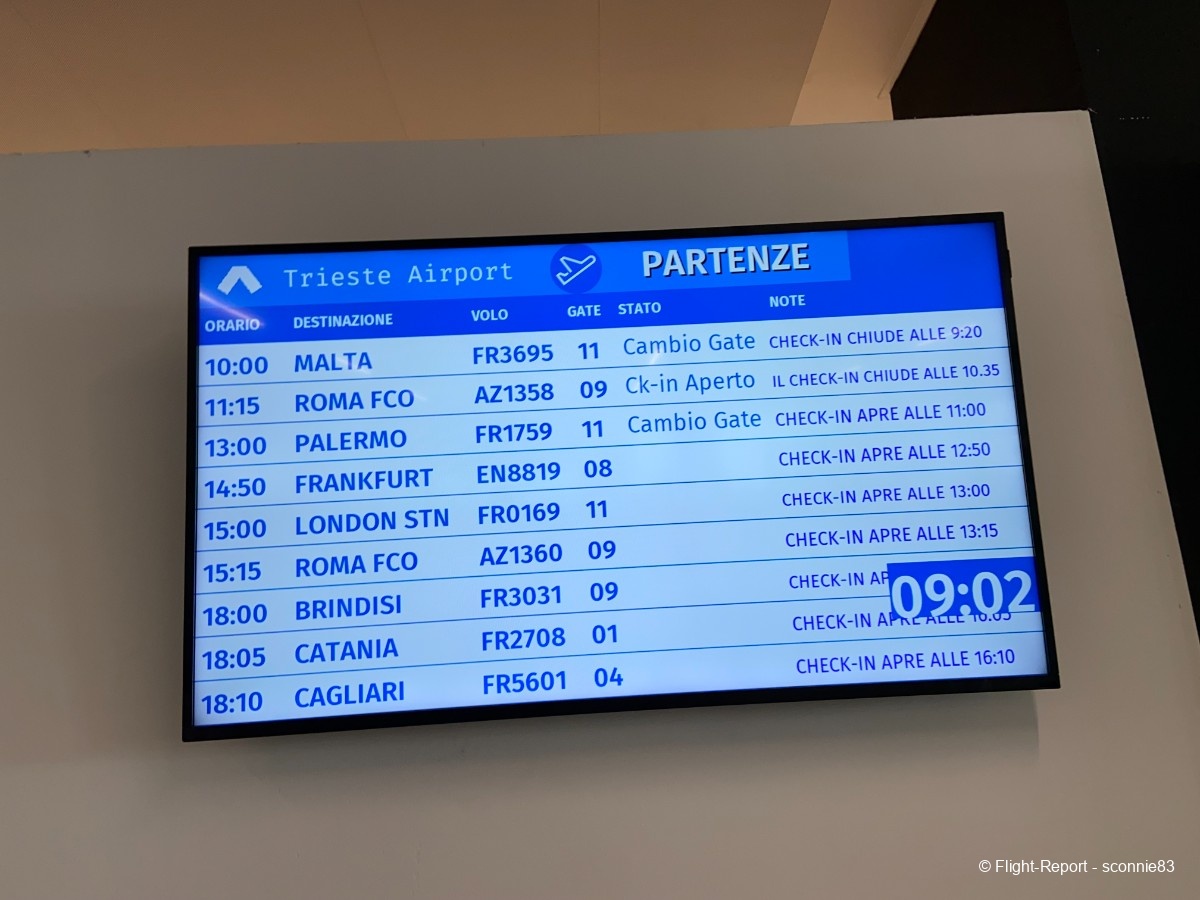 Trieste Airport PARTENZE
ORARIO DESTINAZIONE VOLO GATE STATO NOTE
10:00 MALTA FR3695 11 Cambio Gate CHECK-IN CHIUDE ALLE 9:20
11:15 ROMA FCO AZ1358 09 Ck-in Aperto IL CHECK-IN CHIUDE ALLE 10.35
13:00 PALERMO FR1759 11 Cambio Gate CHECK-IN APRE ALLE 11:00
14:50 FRANKFURT EN8819 08 CHECK-IN APRE ALLE 12:50
15:00 LONDON STN FR0169 11 CHECK-IN APRE ALLE 13:00
15:15 ROMA FCO AZ1360 09 CHECK-IN APRE ALLE 13:15
18:00 BRINDISI FR3031 09 CHECK-IN
09:02
18:05 CATANIA FR2708 01 CHECK-IN APRE ALLE 16:05
18:10 CAGLIARI FR5601 04 CHECK-IN APRE ALLE 16:10
© Flight-Report - sconnie83